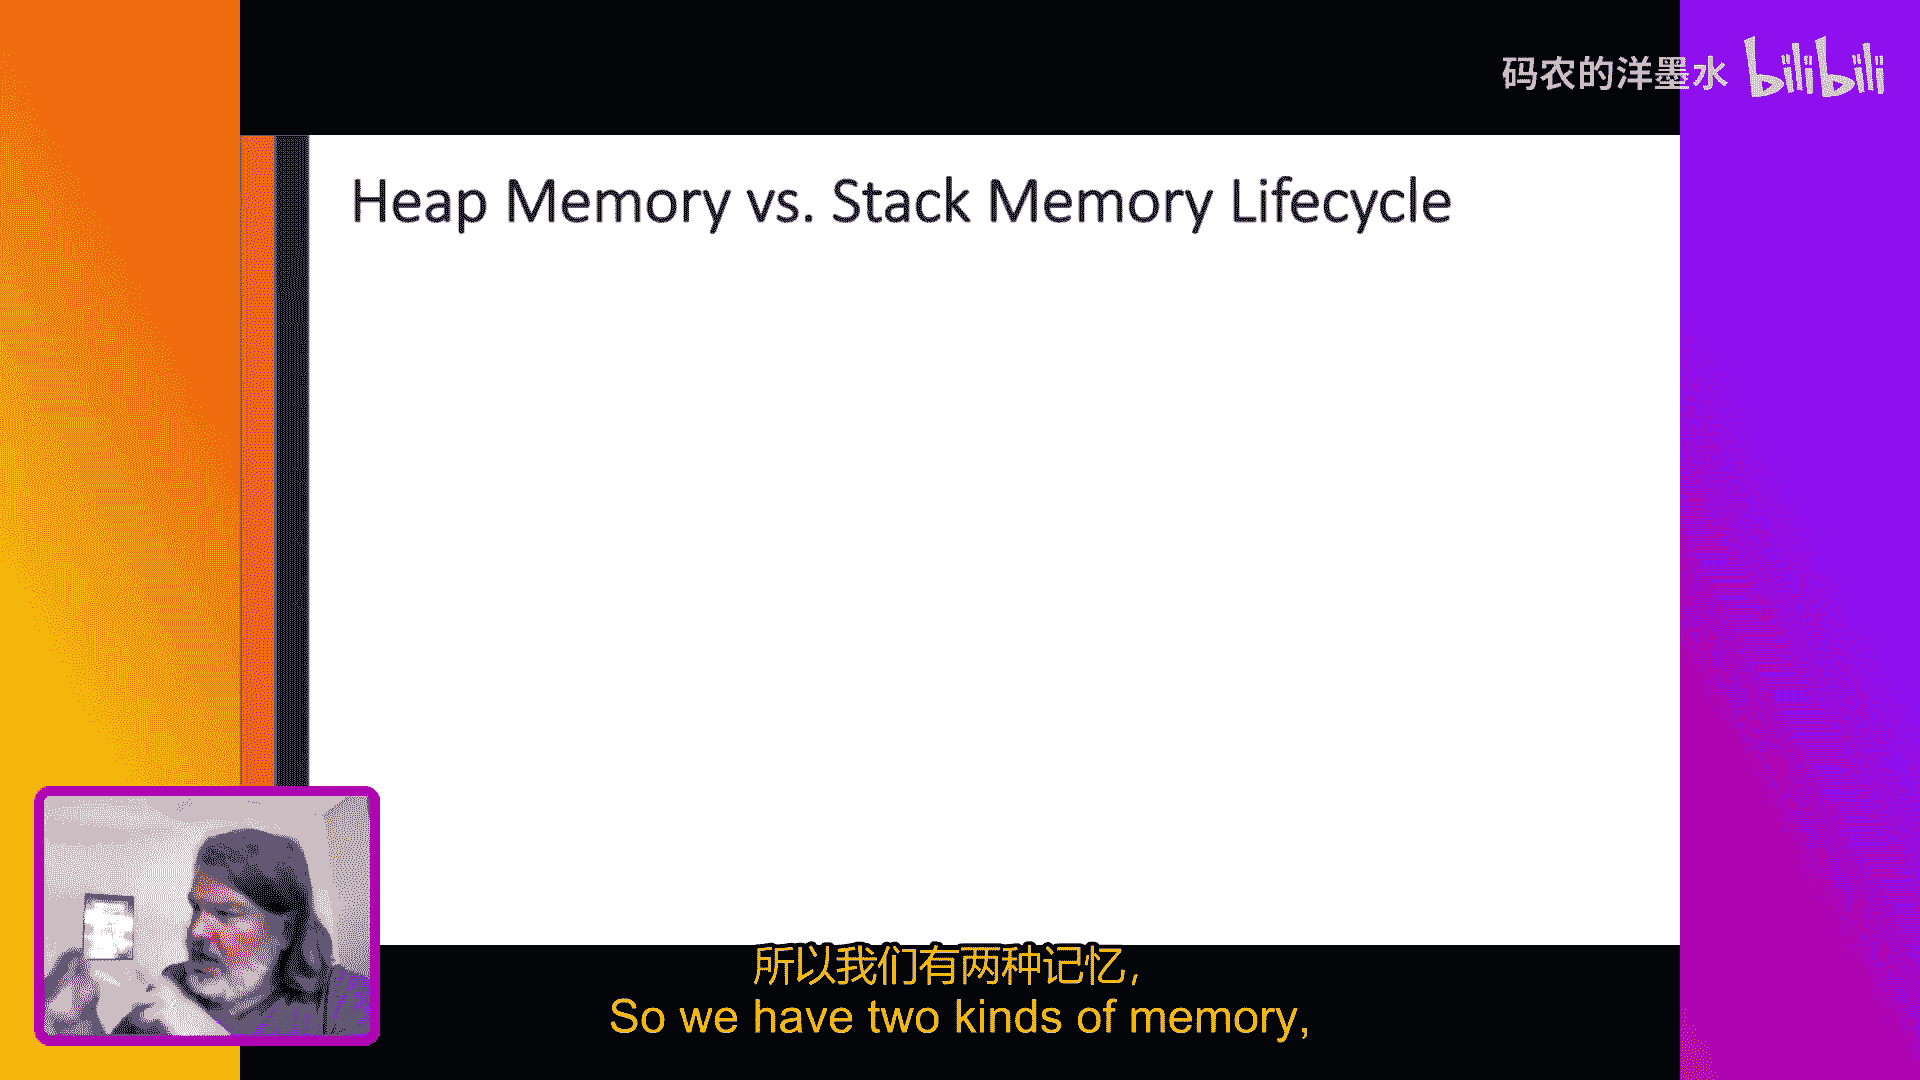 码农的洋墨水 bilibili
Heap Memory vs. Stack Memory Lifecycle
所以我们有两种记忆，
So we have two kinds of memory,